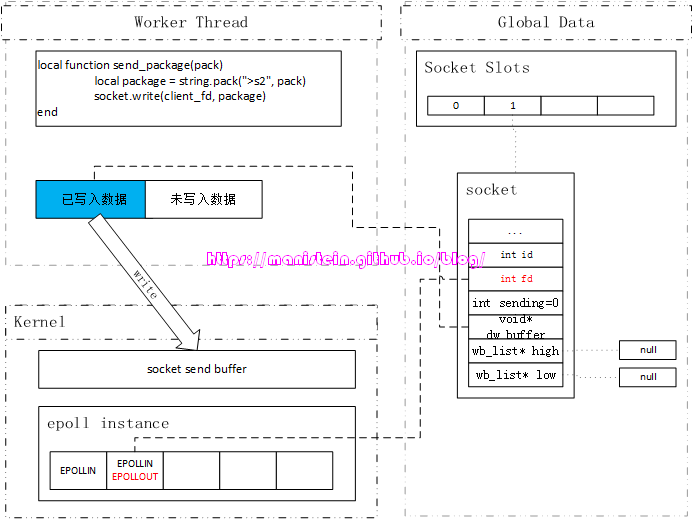 Worker Thread
local function send_package(pack)
local package = string.pack(">s2", pack)
socket.write(client_fd, package)
end
已写入数据
未写入数据
write
Kernel
socket send buffer
epoll instance
EPOLLIN
EPOLLIN
EPOLLOUT
Global Data
Socket Slots
0
1
socket
...
int id
int fd
int sending=0
void*
dw_buffer
wb_list* high
wb_list* low
null
null
https://manistein.github.io/blog/